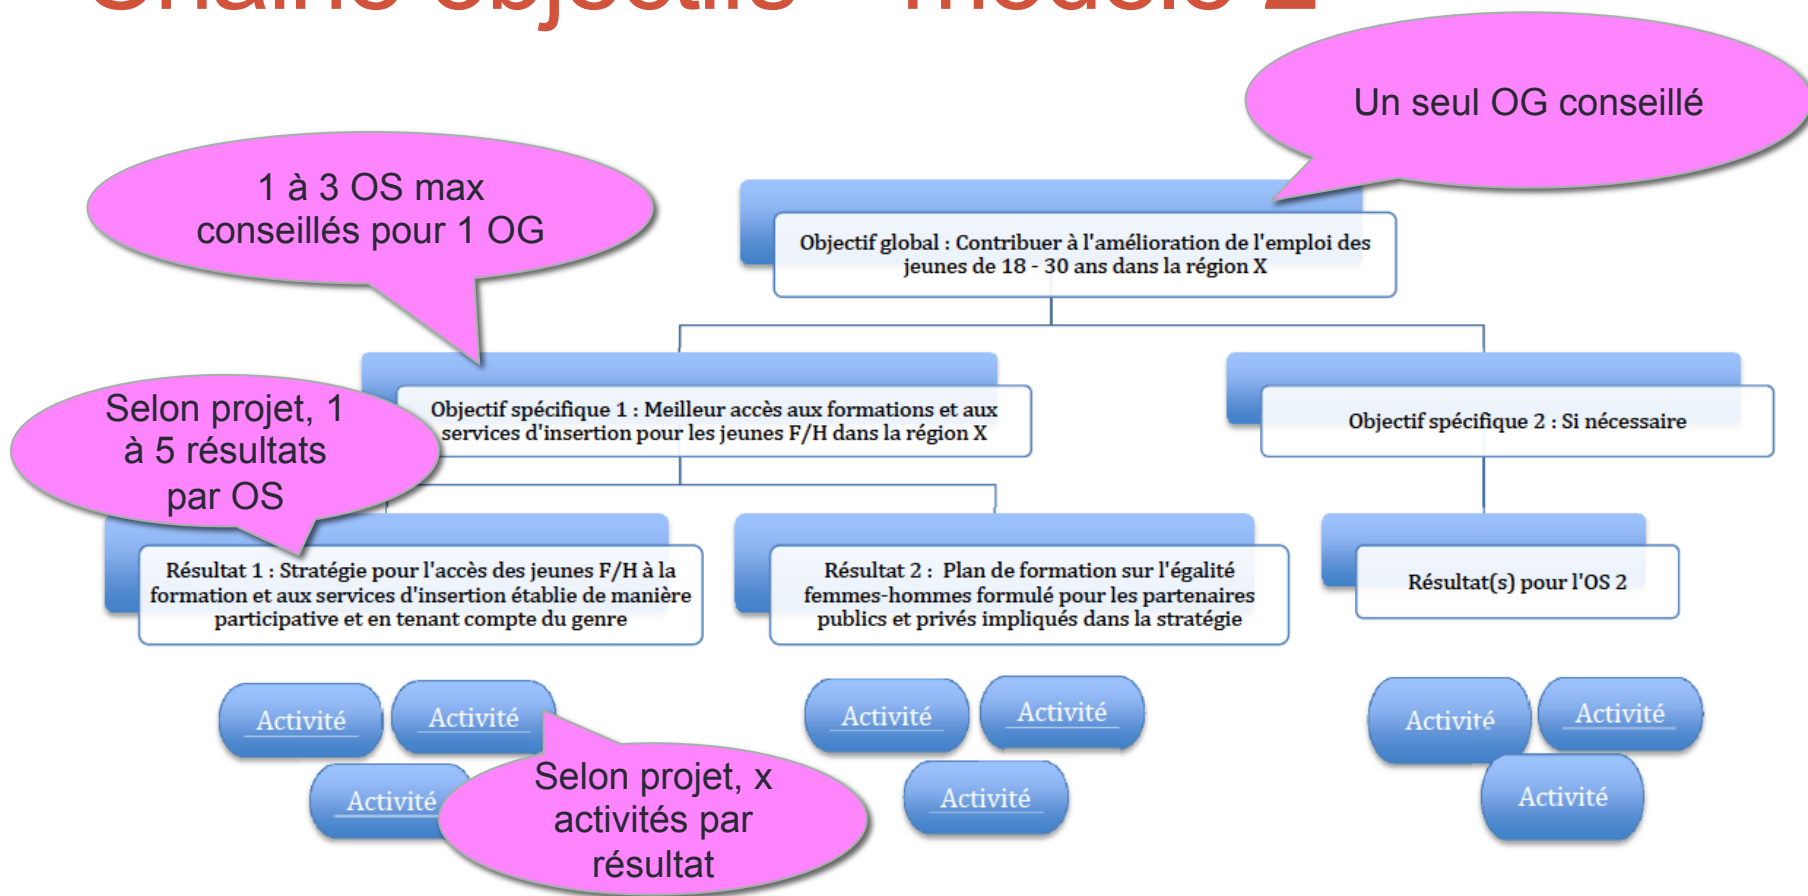 Chaîne objectifs – modèle 2
Un seul OG conseillé
1 à 3 OS max
conseillés pour 1 OG
Objectif global : Contribuer à l'amélioration de l'emploi des
jeunes de 18 - 30 ans dans la région X
Selon projet, 1
à 5 résultats
par OS
Objectif spécifique 1 : Meilleur accès aux formations et aux
services d'insertion pour les jeunes F/H dans la région X
Objectif spécifique 2 : Si nécessaire
Résultat 1 : Stratégie pour l'accès des jeunes F/H à la
formation et aux services d'insertion établie de manière
participative et en tenant compte du genre
Résultat 2 : Plan de formation sur l'égalité
femmes-hommes formulé pour les partenaires
publics et privés impliqués dans la stratégie
Résultat(s) pour l'OS 2
Activité
Activité
Activité
Activité
Activité
Activité
Activité
Activité
Activité
Selon projet, x
activités par
résultat